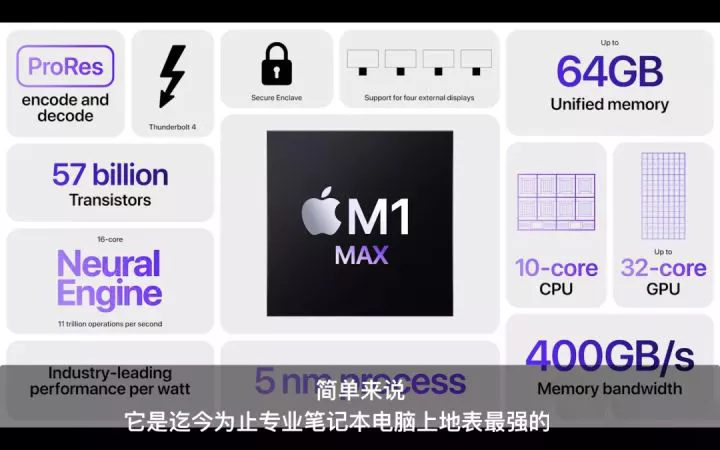 ProRes
encode and
decode
Thunderbolt 4
Secure Enclave
Support for four external displays
Up to
64GB
Unified memory
57 billion
Transistors
M1
MAX
16-core
Neural
Engine
11 trillion operations per second
10-core
CPU
Up to
32-core
GPU
Industry-leading
performance per watt
5 nm process
400GB/s
Memory bandwidth
简单来说
它是迄今为止专业笔记本电脑上地表最强的